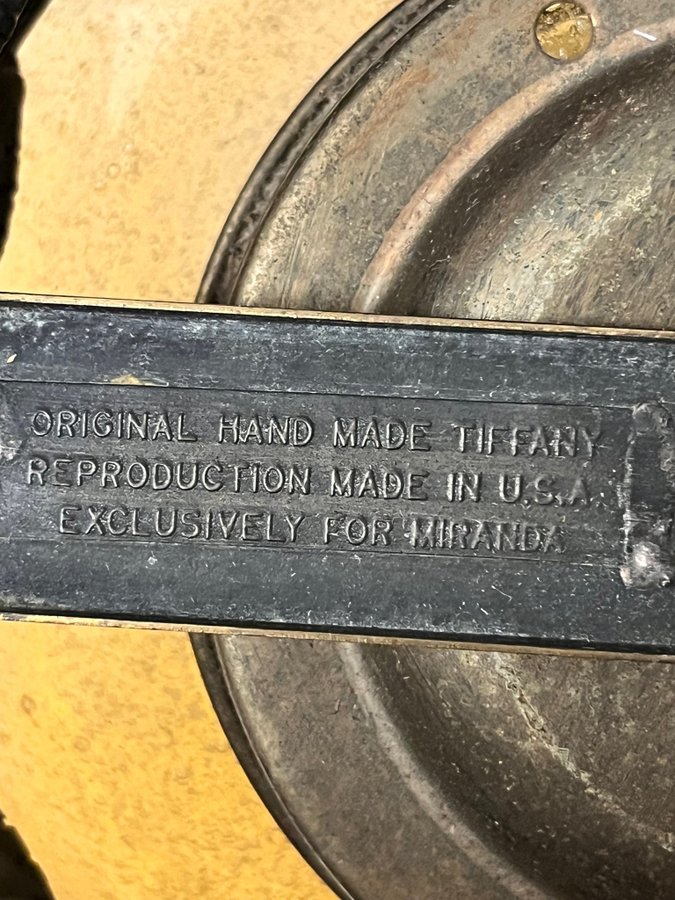 ORIGINAL HAND MADE TIFFANY
REPRODUCTION MADE IN U.S.A.
EXCLUSIVELY FOR MIRANDA